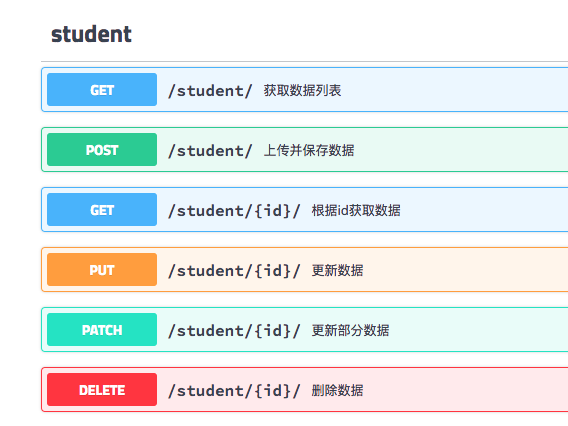 student
GET /student/ 获取数据列表
POST /student/ 上传并保存数据
GET /student/{id}/ 根据id获取数据
PUT /student/{id}/ 更新数据
PATCH /student/{id}/ 更新部分数据
DELETE /student/{id}/ 删除数据